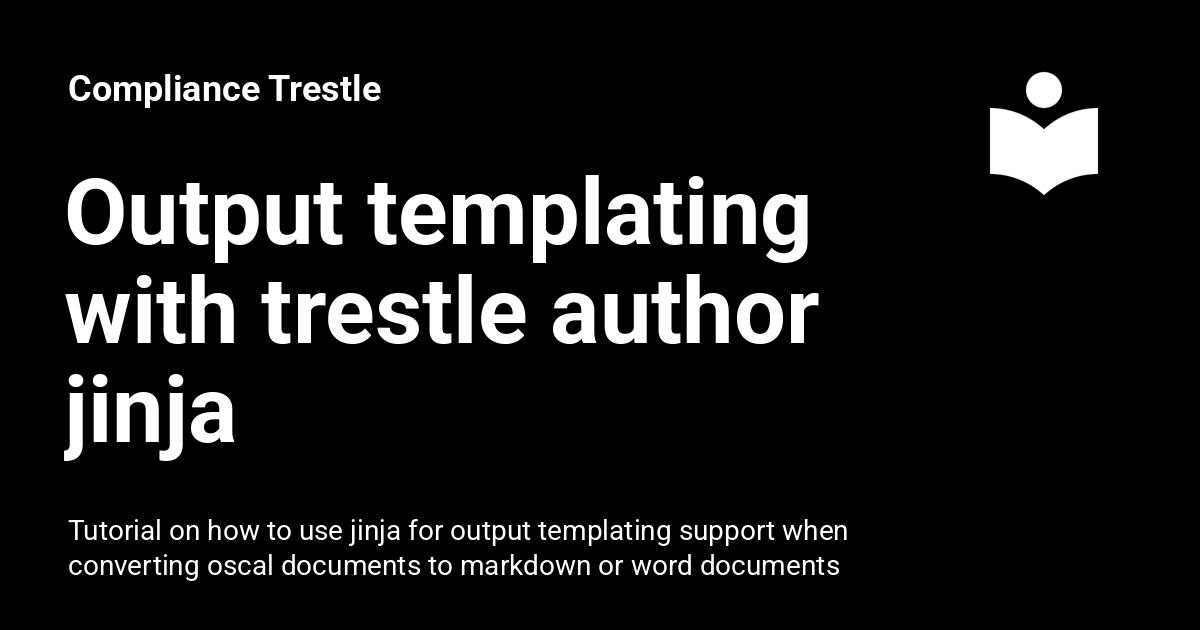 Compliance Trestle
Output templating
with trestle author
jinja
Tutorial on how to use jinja for output templating support when
converting oscal documents to markdown or word documents